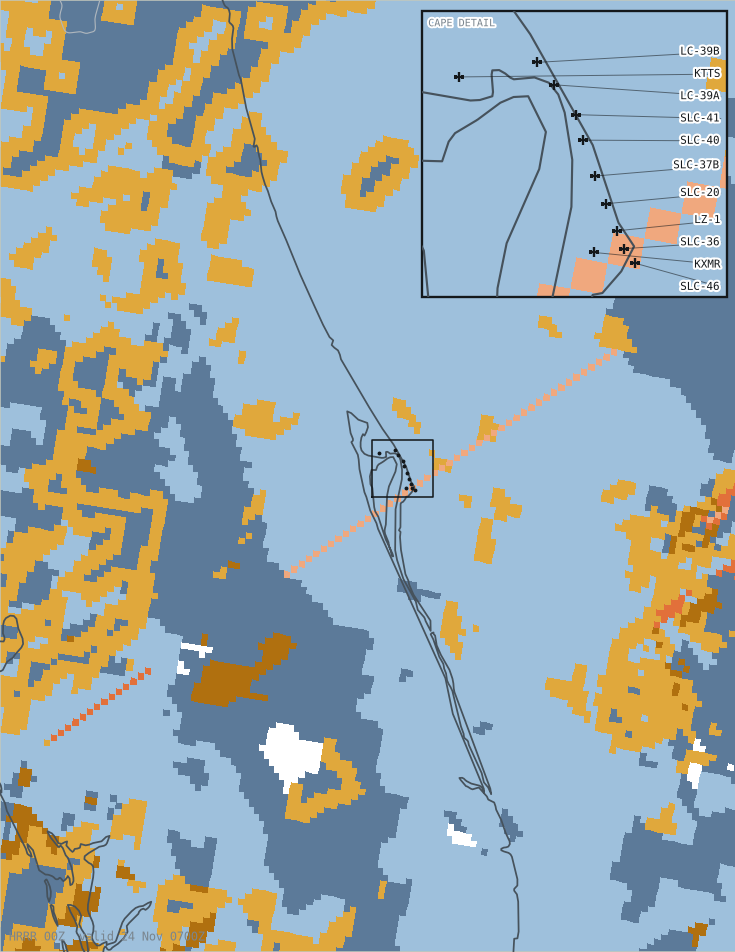 CAPE DETAIL
LC-39B
KTTS
LC-39A
SLC-41
SLC-40
SLC-37B
SLC-20
LZ-1
SLC-36
KXMR
SLC-46
HRRR 00Z valid 24 Nov